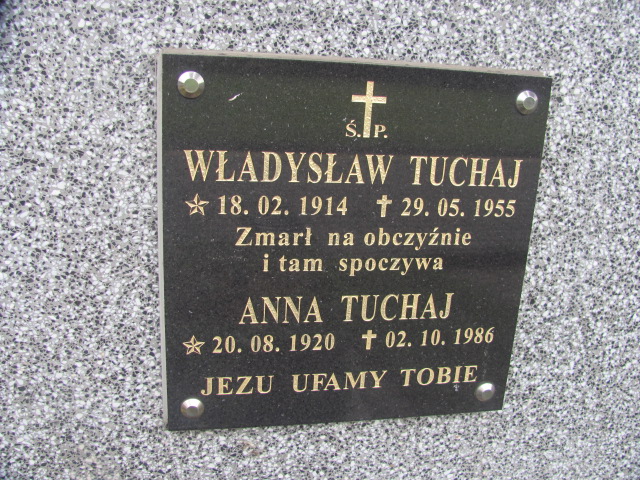 Ś.P.
WŁADYSŁAW TUCHAJ
18.02.1914 29.05.1955
Zmarł na obczyźnie
i tam spoczywa
ANNA TUCHAJ
20.08.1920 02.10.1986
JEZU UFAMY TOBIE